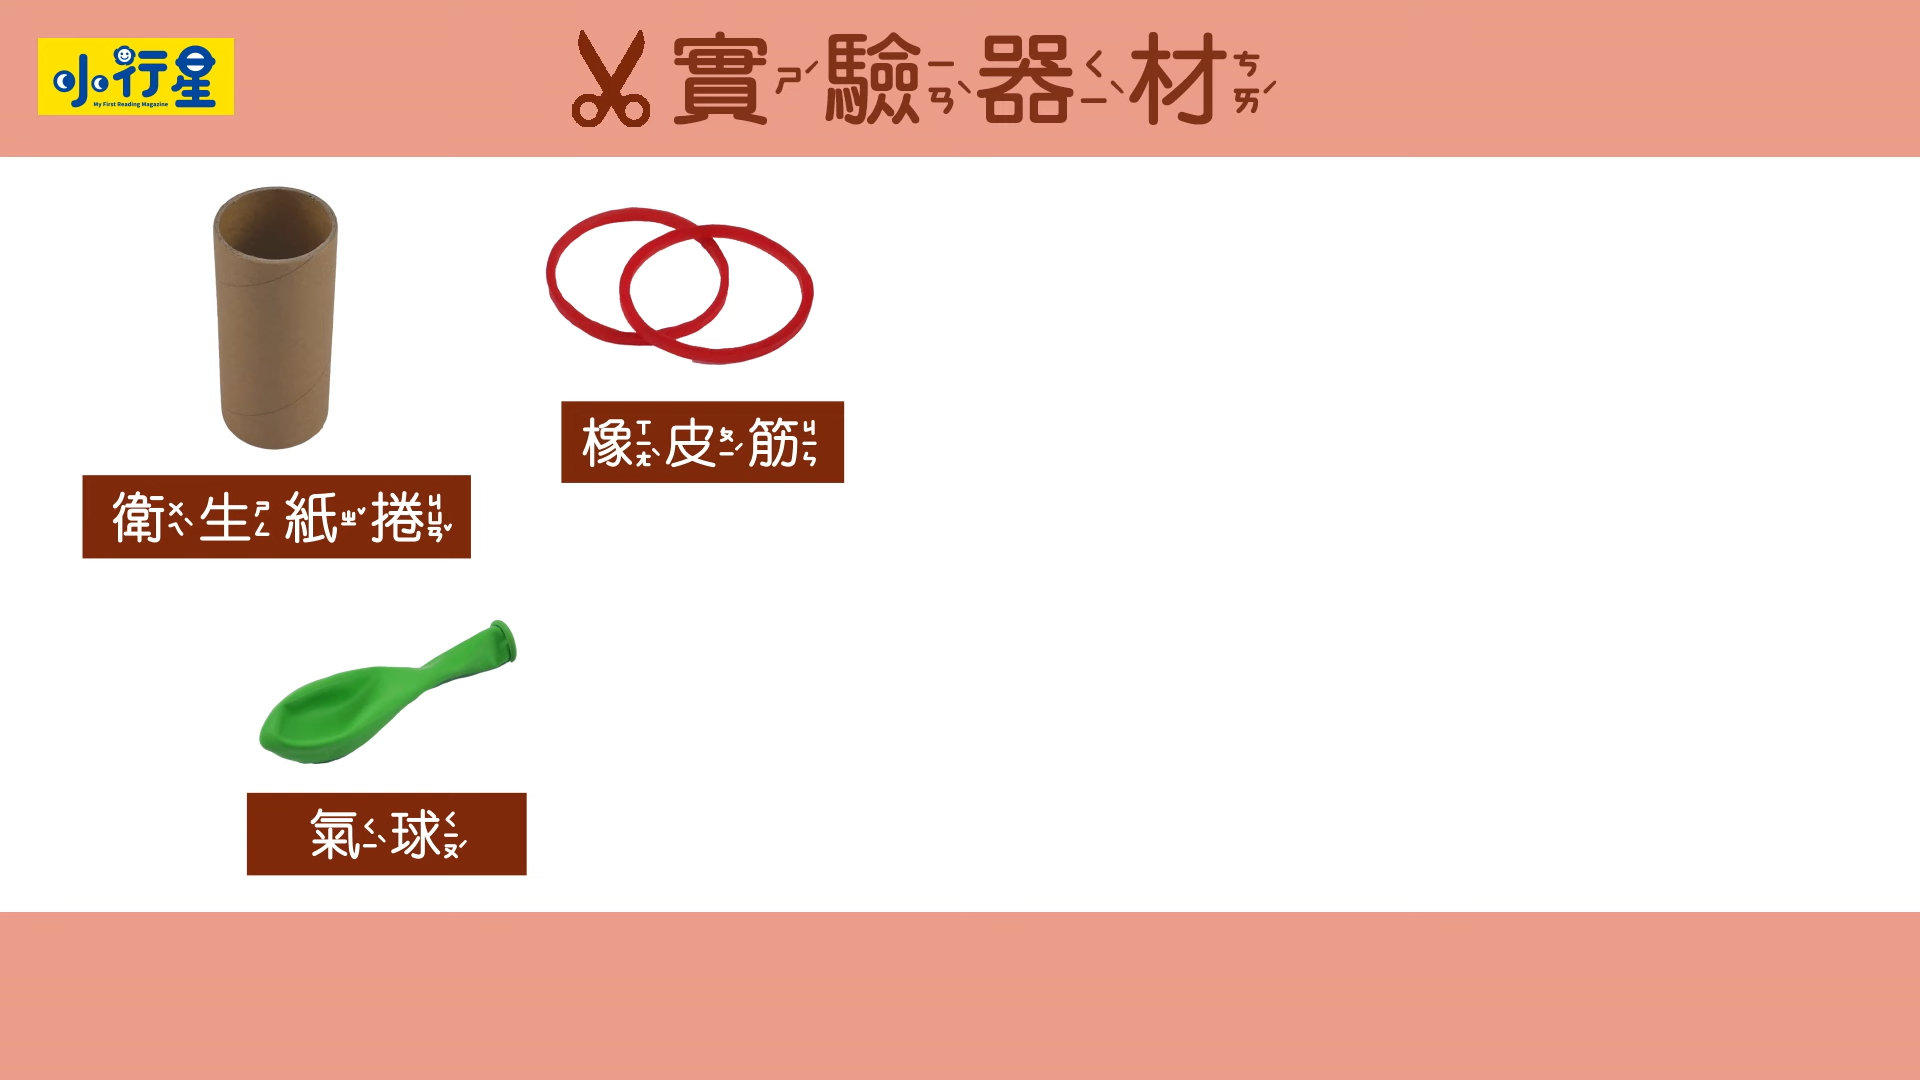 小行星
My First Reading Magazine
實ㄕˊ驗ㄧㄢˋ器ㄑㄧˋ材ㄘㄞˊ
橡ㄒㄧㄤˋ皮ㄆㄧˊ筋ㄐㄧㄣ
衛ㄨㄟˋ生ㄕㄥ紙ㄓˇ捲ㄐㄩㄢˇ
氣ㄑㄧˋ球ㄑㄧㄡˊ